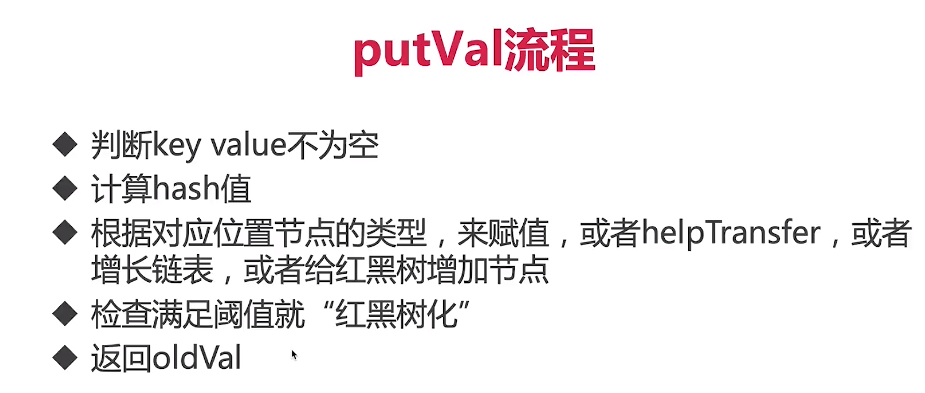 putVal流程
◆ 判断key value不为空
◆ 计算hash值
◆ 根据对应位置节点的类型，来赋值，或者helpTransfer，或者
增长链表，或者给红黑树增加节点
◆ 检查满足阈值就“红黑树化”
◆ 返回oldVal